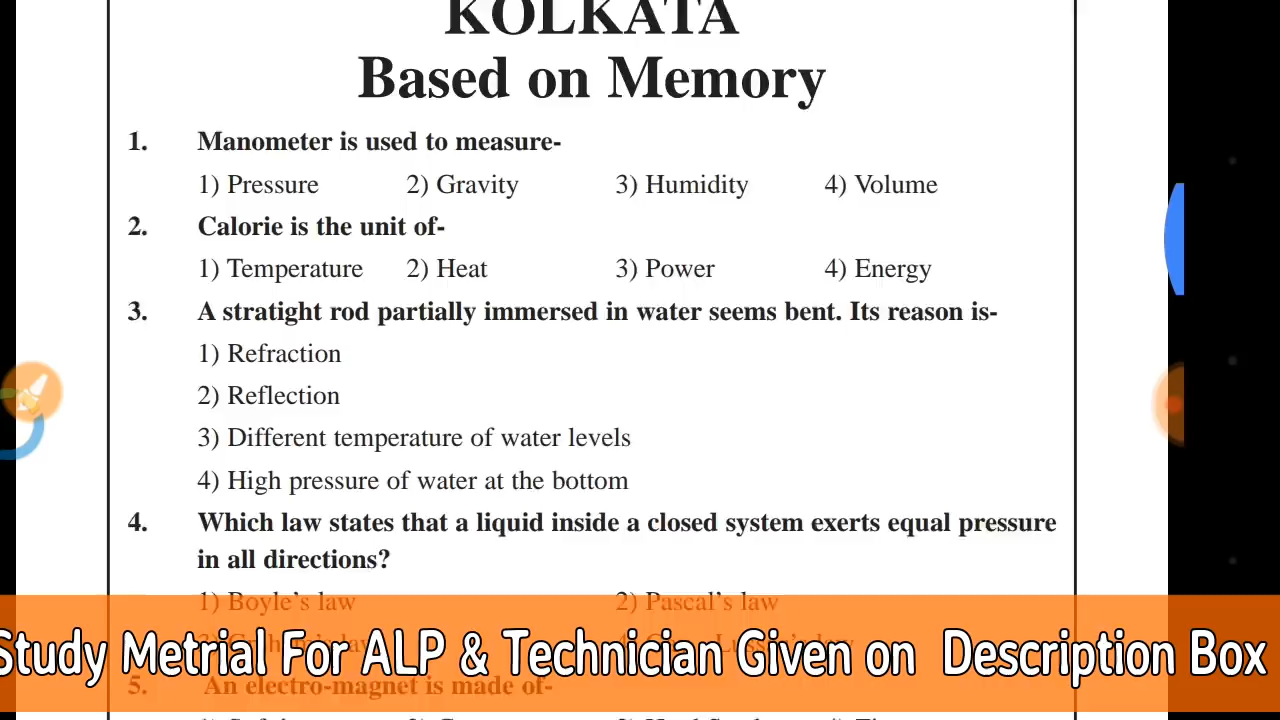 KOLKATA
Based on Memory
1. Manometer is used to measure-
1) Pressure 2) Gravity 3) Humidity 4) Volume
2. Calorie is the unit of-
1) Temperature 2) Heat 3) Power 4) Energy
3. A stratight rod partially immersed in water seems bent. Its reason is-
1) Refraction
2) Reflection
3) Different temperature of water levels
4) High pressure of water at the bottom
4. Which law states that a liquid inside a closed system exerts equal pressure
in all directions?
1) Boyle's law 2) Pascal's law
Study Metrial For ALP & Technician Given on Description Box
5. An electro-magnet is made of-